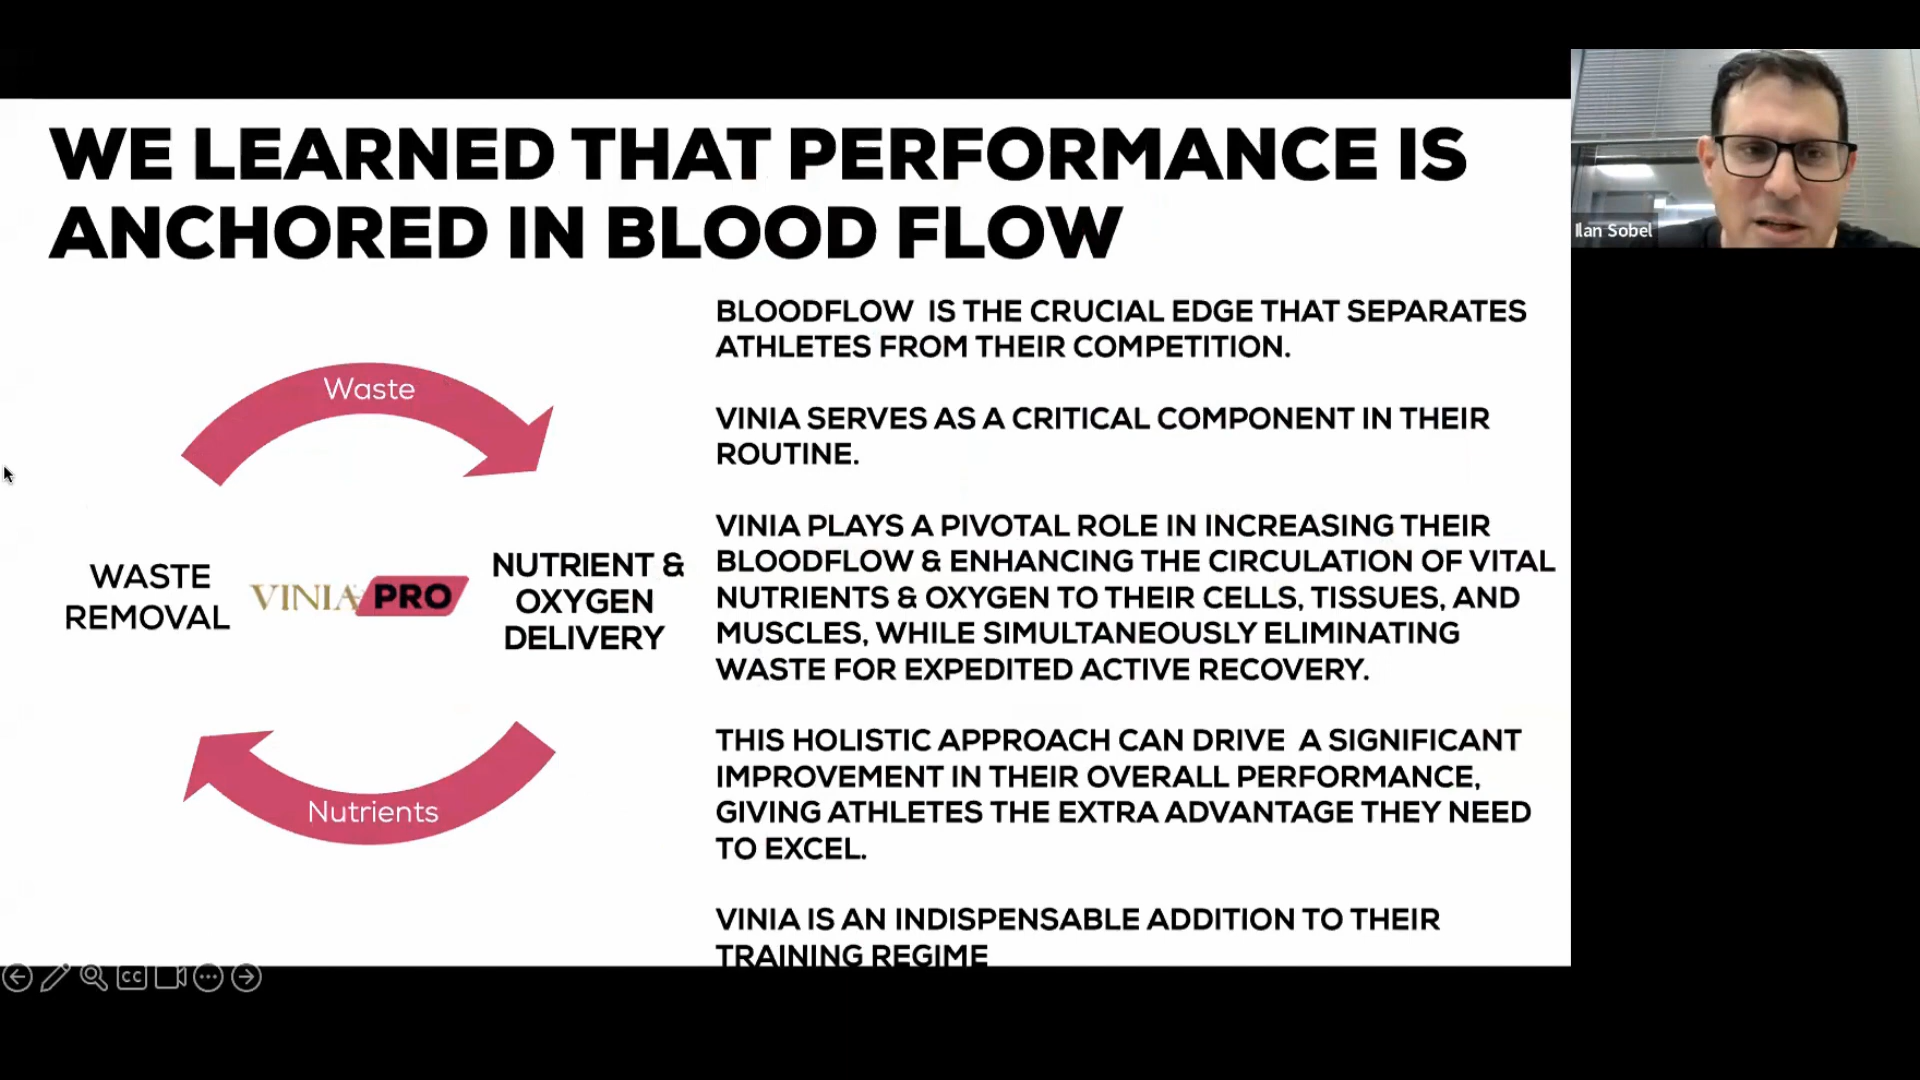 WE LEARNED THAT PERFORMANCE IS
ANCHORED IN BLOOD FLOW
Ilan Sobel
Waste
WASTE
REMOVAL
VINIA PRO
NUTRIENT &
OXYGEN
DELIVERY
Nutrients
BLOODFLOW IS THE CRUCIAL EDGE THAT SEPARATES
ATHLETES FROM THEIR COMPETITION.
VINIA SERVES AS A CRITICAL COMPONENT IN THEIR
ROUTINE.
VINIA PLAYS A PIVOTAL ROLE IN INCREASING THEIR
BLOODFLOW & ENHANCING THE CIRCULATION OF VITAL
NUTRIENTS & OXYGEN TO THEIR CELLS, TISSUES, AND
MUSCLES, WHILE SIMULTANEOUSLY ELIMINATING
WASTE FOR EXPEDITED ACTIVE RECOVERY.
THIS HOLISTIC APPROACH CAN DRIVE A SIGNIFICANT
IMPROVEMENT IN THEIR OVERALL PERFORMANCE,
GIVING ATHLETES THE EXTRA ADVANTAGE THEY NEED
TO EXCEL.
VINIA IS AN INDISPENSABLE ADDITION TO THEIR
TRAINING REGIME
CC